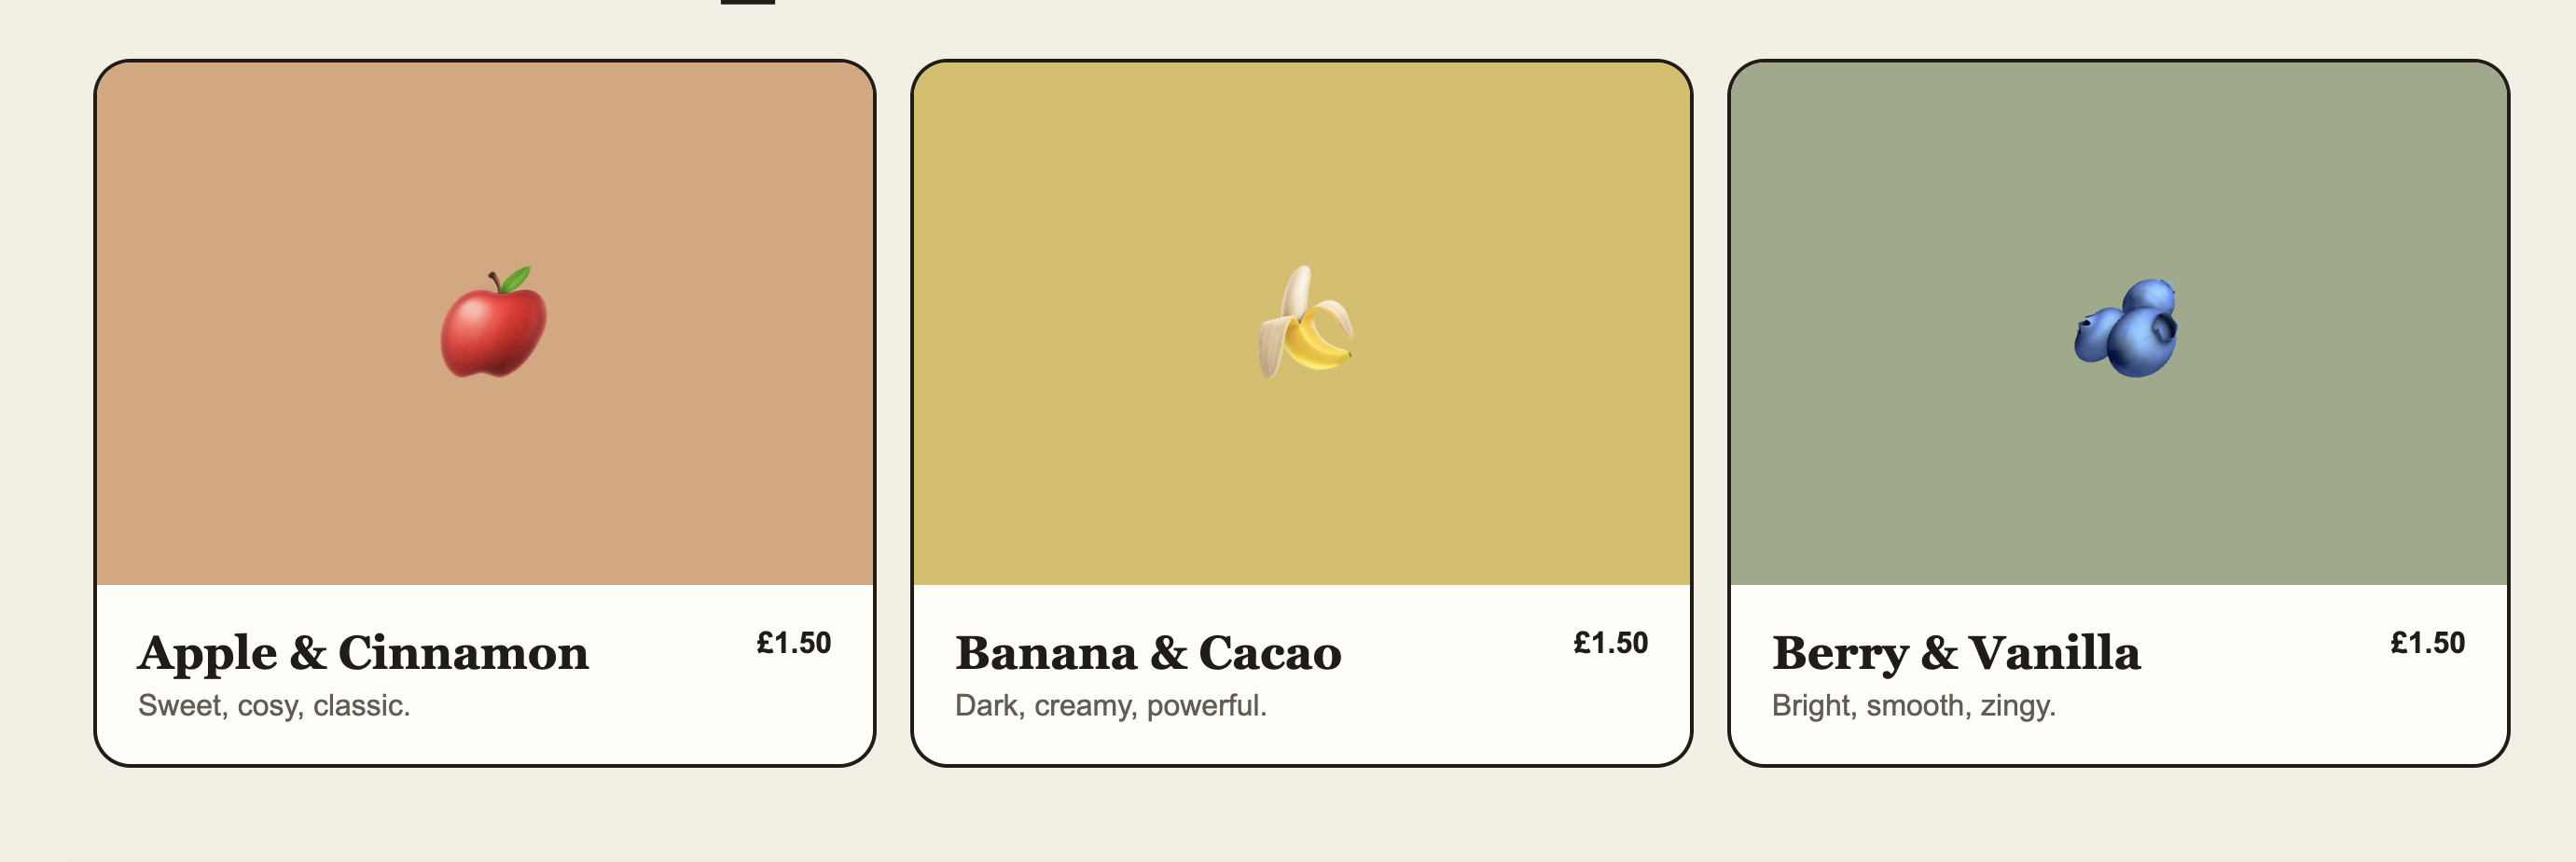 Apple & Cinnamon £1.50
Sweet, cosy, classic.
Banana & Cacao £1.50
Dark, creamy, powerful.
Berry & Vanilla £1.50
Bright, smooth, zingy.